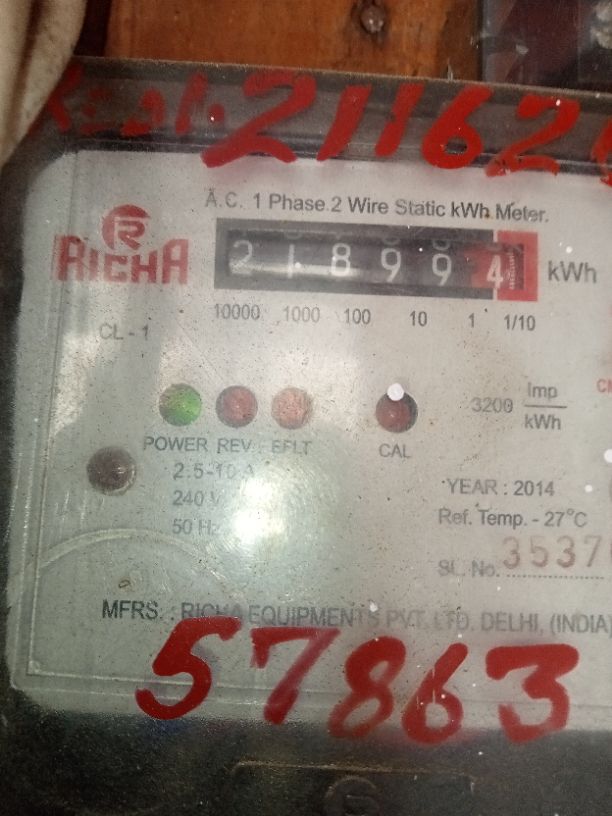 A.C. 1 Phase 2 Wire Static kWh Meter.
RICHA
2 1 8 9 9 4 kWh
10000 1000 100 10 1 1/10
CL - 1
3200 Imp/kWh
POWER REV. EFLT CAL
2.5-10 A
240 V
50 Hz
YEAR : 2014
Ref. Temp. - 27°C
SL. No. 3537
MFRS. : RICHA EQUIPMENTS PVT. LTD. DELHI, (INDIA)
57863